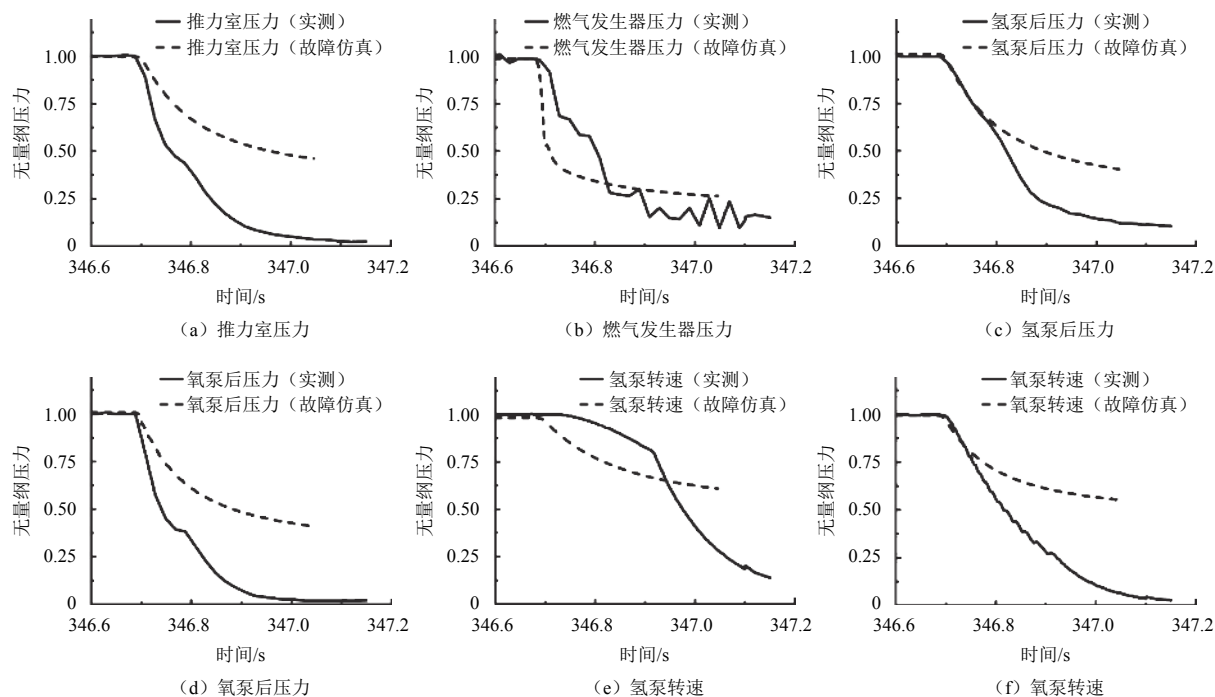 推力室压力（实测）
推力室压力（故障仿真）
1.00
0.75
0.50
0.25
0
无量纲压力
346.6 346.8 347.0 347.2
时间/s
（a）推力室压力
燃气发生器压力（实测）
燃气发生器压力（故障仿真）
1.00
0.75
0.50
0.25
0
无量纲压力
346.6 346.8 347.0 347.2
时间/s
（b）燃气发生器压力
氢泵后压力（实测）
氢泵后压力（故障仿真）
1.00
0.75
0.50
0.25
0
无量纲压力
346.6 346.8 347.0 347.2
时间/s
（c）氢泵后压力
氧泵后压力（实测）
氧泵后压力（故障仿真）
1.00
0.75
0.50
0.25
0
无量纲压力
346.6 346.8 347.0 347.2
时间/s
（d）氧泵后压力
氢泵转速（实测）
氢泵转速（故障仿真）
1.00
0.75
0.50
0.25
0
无量纲压力
346.6 346.8 347.0 347.2
时间/s
（e）氢泵转速
氧泵转速（实测）
氧泵转速（故障仿真）
1.00
0.75
0.50
0.25
0
无量纲压力
346.6 346.8 347.0 347.2
时间/s
（f）氧泵转速